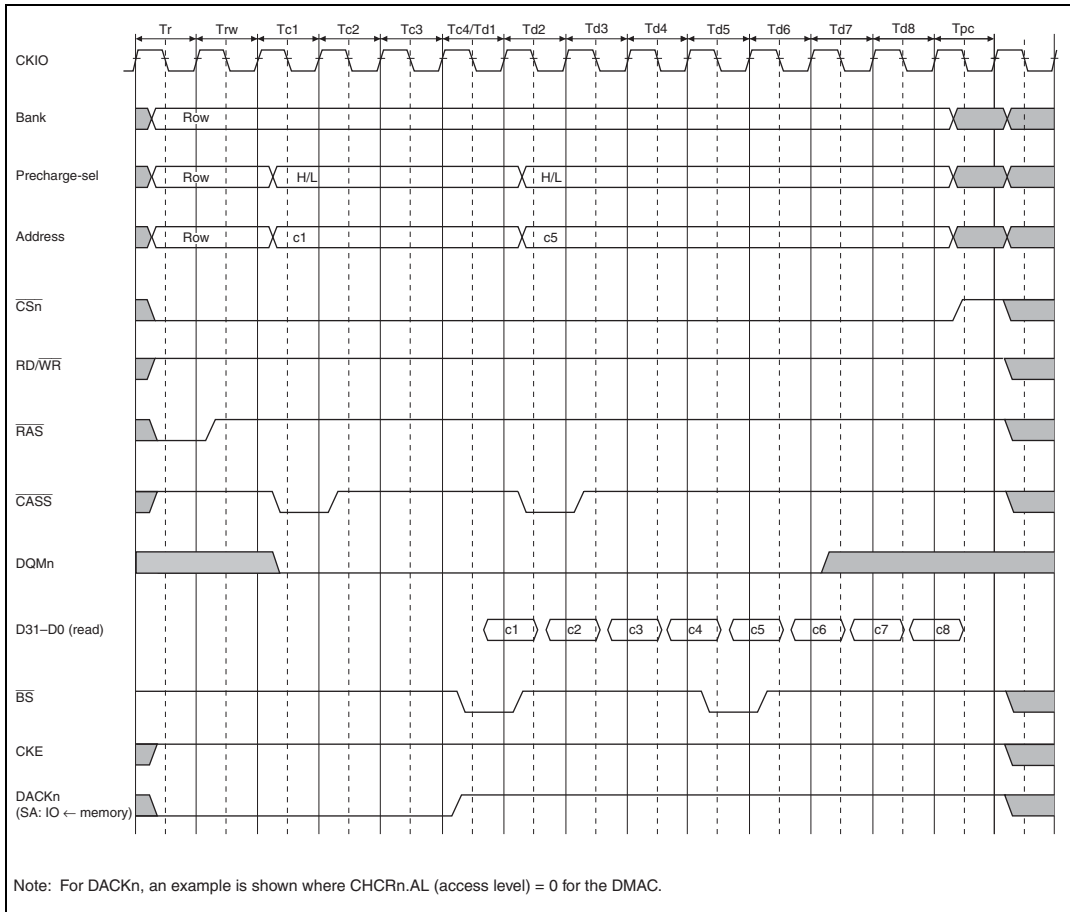 Tr Trw Tc1 Tc2 Tc3 Tc4/Td1 Td2 Td3 Td4 Td5 Td6 Td7 Td8 Tpc
CKIO
Bank Row
Precharge-sel Row H/L H/L
Address Row c1 c5
CSn
RD/WR
RAS
CASS
DQMn
D31–D0 (read) c1 c2 c3 c4 c5 c6 c7 c8
BS
CKE
DACKn
(SA: IO ← memory)
Note: For DACKn, an example is shown where CHCRn.AL (access level) = 0 for the DMAC.